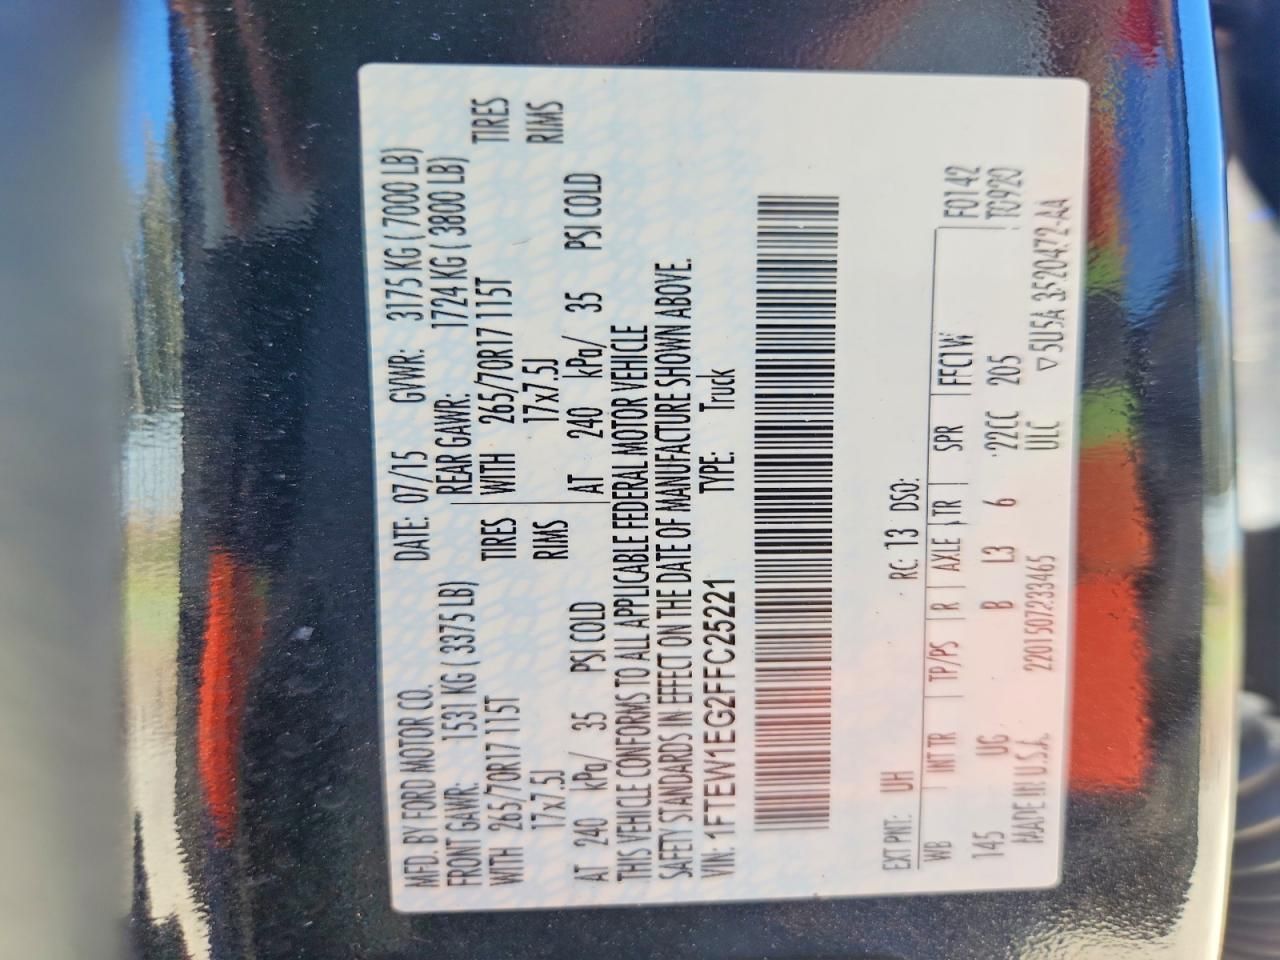 MFD. BY FORD MOTOR CO. DATE: 07/15 GVWR: 3175 KG ( 7000 LB)
FRONT GAWR: 1531 KG ( 3375 LB) REAR GAWR: 1724 KG ( 3800 LB)
WITH 265/70R17 115T TIRES WITH 265/70R17 115T TIRES
17x7.5J RIMS 17x7.5J RIMS
AT 240 kPa/ 35 PSI COLD AT 240 kPa/ 35 PSI COLD
THIS VEHICLE CONFORMS TO ALL APPLICABLE FEDERAL MOTOR VEHICLE
SAFETY STANDARDS IN EFFECT ON THE DATE OF MANUFACTURE SHOWN ABOVE.
VIN: 1FTEW1EG2FFC25221 TYPE: Truck
EXT PNT: UH RC: 13 DSO:
WB INT TR TP/PS R AXLE TR SPR FFC1W F0142
145 UG B L3 6 22CC 205 T0920
MADE IN U.S.A. 2201507233465 ULC ▽ 5U5A 3520472-AA